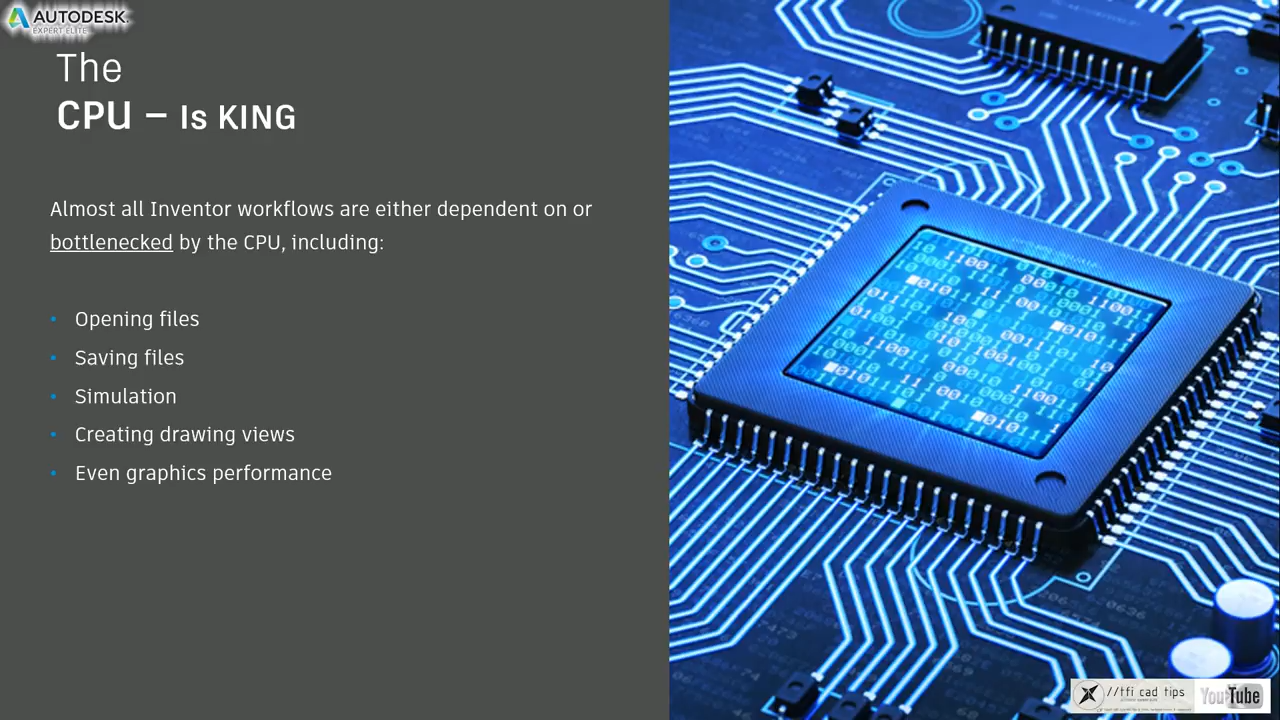 AUTODESK.
EXPERT ELITE
The
CPU – Is KING
Almost all Inventor workflows are either dependent on or
bottlenecked by the CPU, including:
• Opening files
• Saving files
• Simulation
• Creating drawing views
• Even graphics performance
//tfi cad tips
YouTube